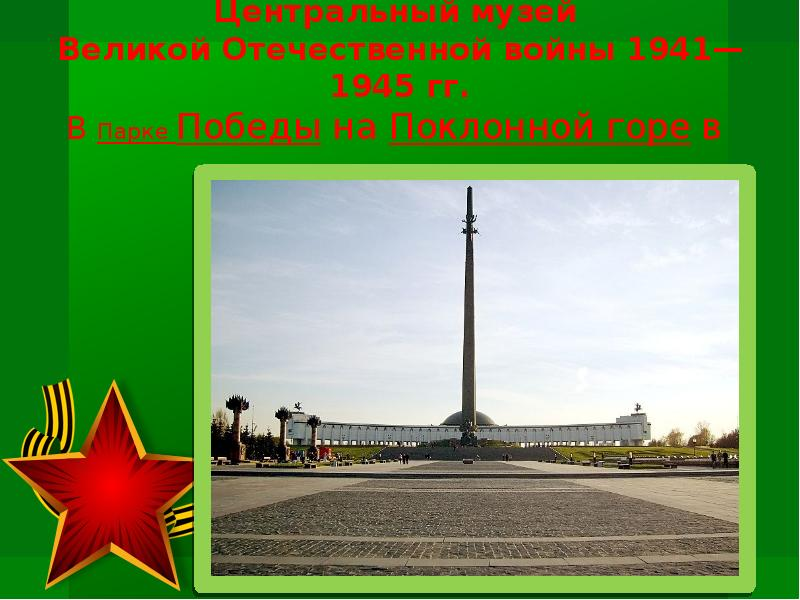 Центральный музей
Великой Отечественной войны 1941—
1945 гг.
В Парке Победы на Поклонной горе в